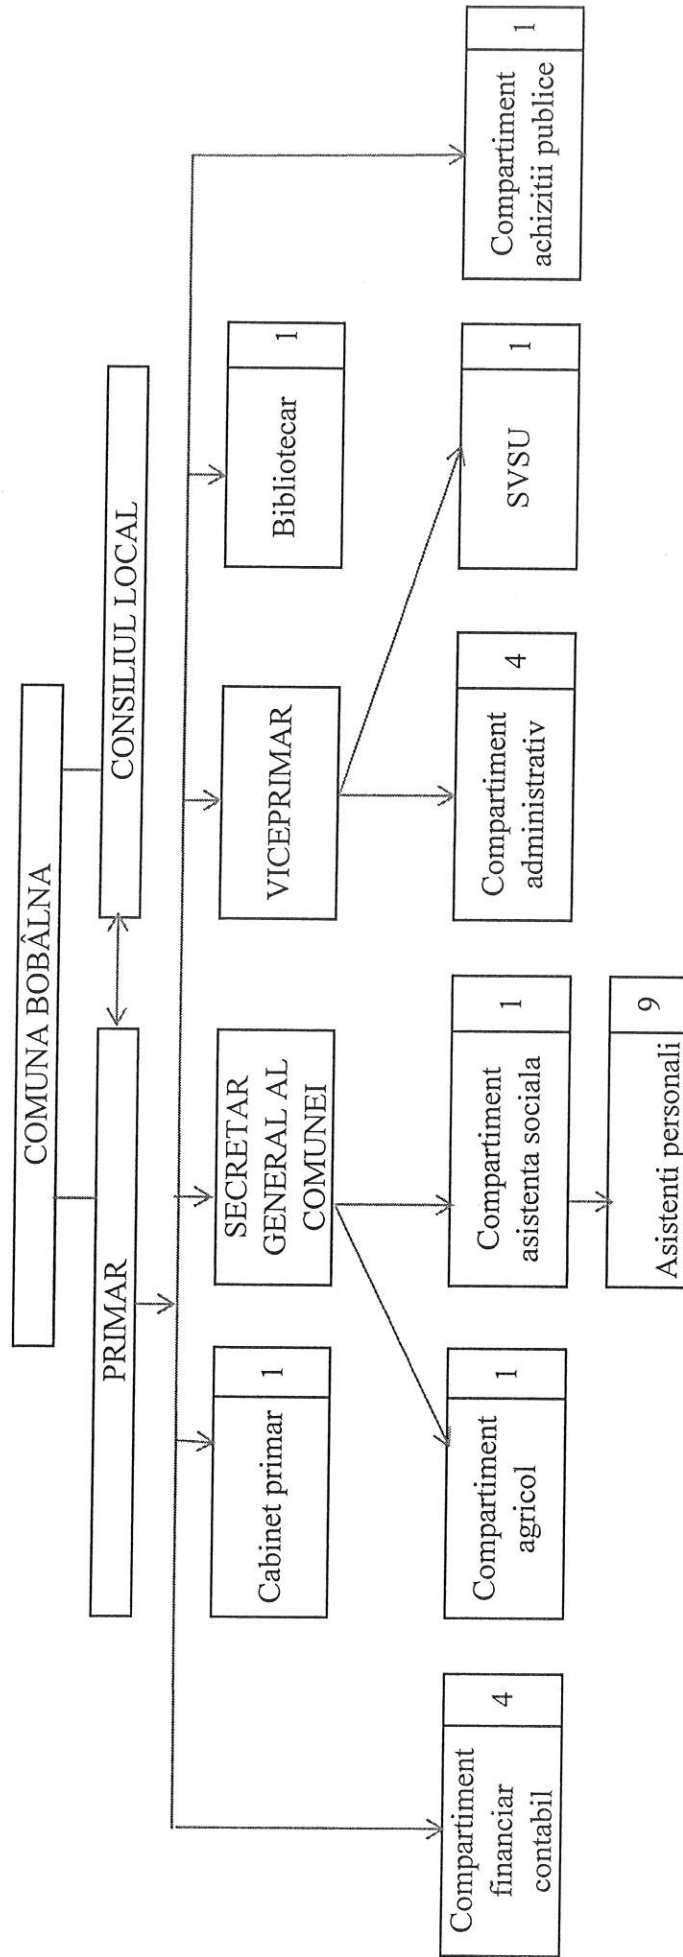 COMUNA BOBÂLNA
PRIMAR
CONSILIUL LOCAL
Cabinet primar
1
SECRETAR
GENERAL AL
COMUNEI
VICEPRIMAR
Bibliotecar
1
Compartiment
financiar
contabil
4
Compartiment
agricol
1
Compartiment
asistenta sociala
1
Compartiment
administrativ
4
SVSU
1
Compartiment
achizitii publice
1
Asistenti personali
9